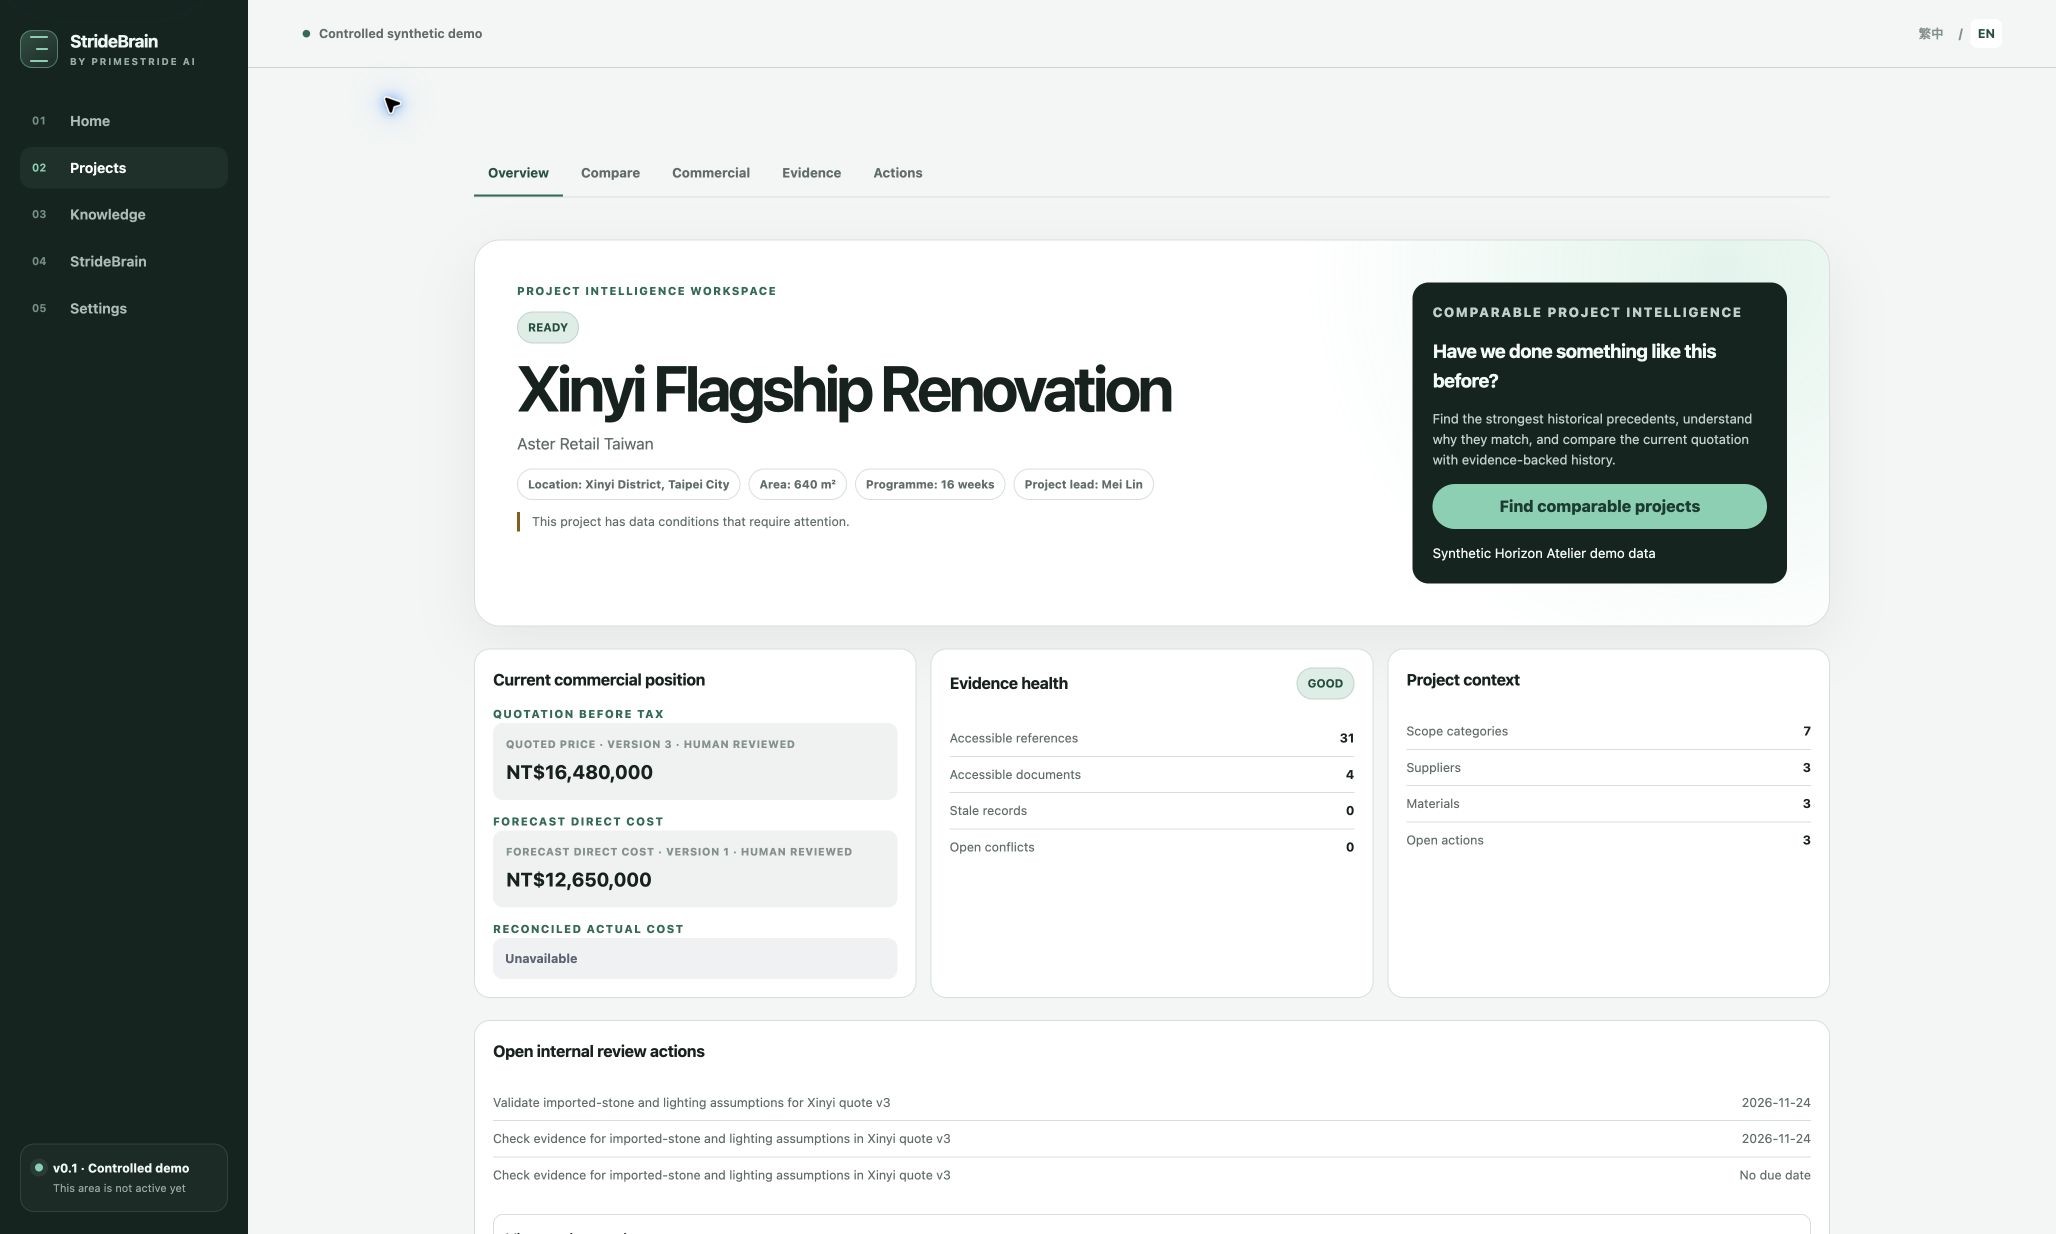 StrideBrain
BY PRIMESTRIDE AI
01 Home
02 Projects
03 Knowledge
04 StrideBrain
05 Settings
v0.1 · Controlled demo
This area is not active yet
Controlled synthetic demo
繁中 / EN
Overview Compare Commercial Evidence Actions
PROJECT INTELLIGENCE WORKSPACE
READY
Xinyi Flagship Renovation
Aster Retail Taiwan
Location: Xinyi District, Taipei City Area: 640 m² Programme: 16 weeks Project lead: Mei Lin
This project has data conditions that require attention.
COMPARABLE PROJECT INTELLIGENCE
Have we done something like this
before?
Find the strongest historical precedents, understand
why they match, and compare the current quotation
with evidence-backed history.
Find comparable projects
Synthetic Horizon Atelier demo data
Current commercial position
QUOTATION BEFORE TAX
QUOTED PRICE · VERSION 3 · HUMAN REVIEWED
NT$16,480,000
FORECAST DIRECT COST
FORECAST DIRECT COST · VERSION 1 · HUMAN REVIEWED
NT$12,650,000
RECONCILED ACTUAL COST
Unavailable
Evidence health GOOD
Accessible references 31
Accessible documents 4
Stale records 0
Open conflicts 0
Project context
Scope categories 7
Suppliers 3
Materials 3
Open actions 3
Open internal review actions
Validate imported-stone and lighting assumptions for Xinyi quote v3 2026-11-24
Check evidence for imported-stone and lighting assumptions in Xinyi quote v3 2026-11-24
Check evidence for imported-stone and lighting assumptions in Xinyi quote v3 No due date